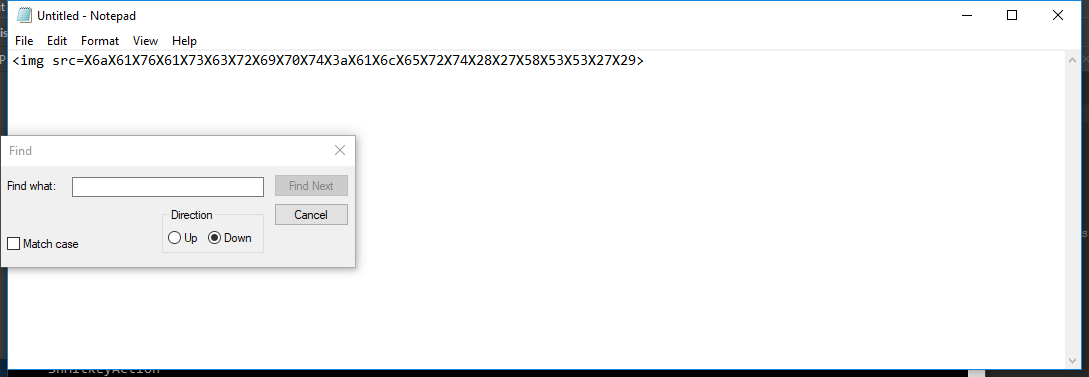 Untitled - Notepad
File Edit Format View Help
<img src=X6aX61X76X61X73X63X72X69X70X74X3aX61X6cX65X72X74X28X27X58X53X53X27X29>
Find
Find what:
Find Next
Cancel
Direction
Up Down
Match case